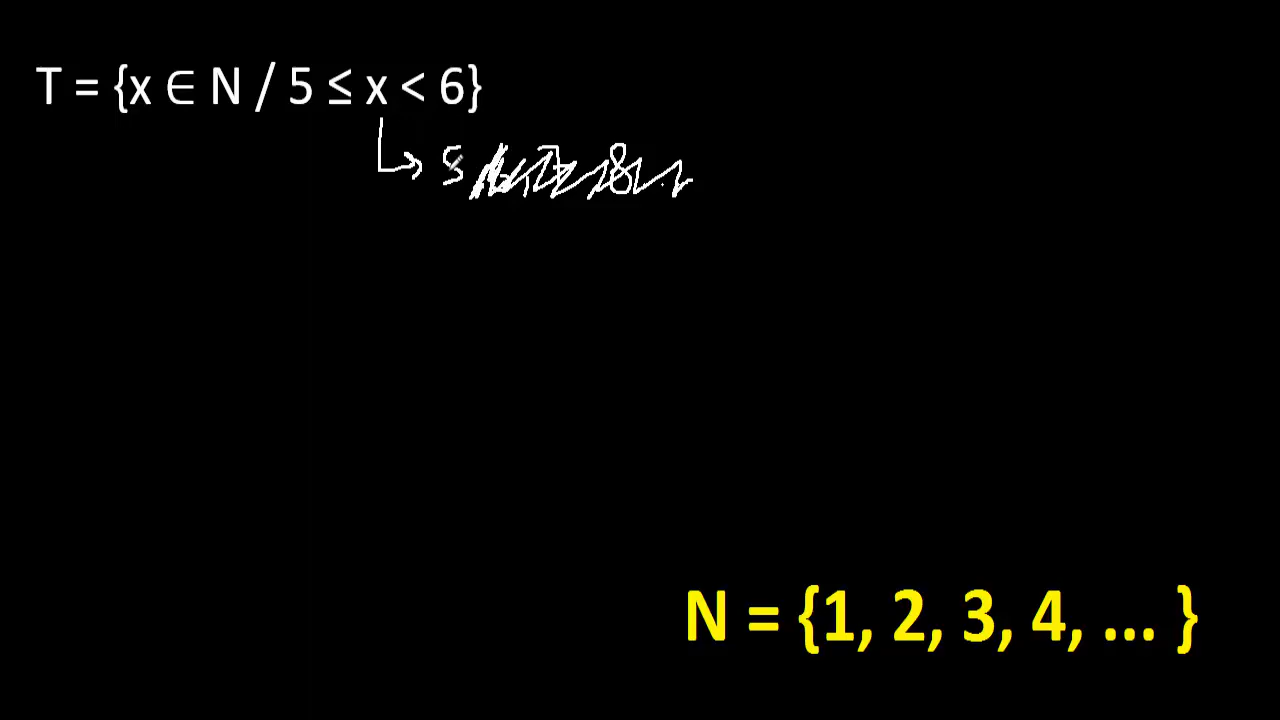 T = {x ∈ N / 5 ≤ x < 6}
5
N = {1, 2, 3, 4, ... }